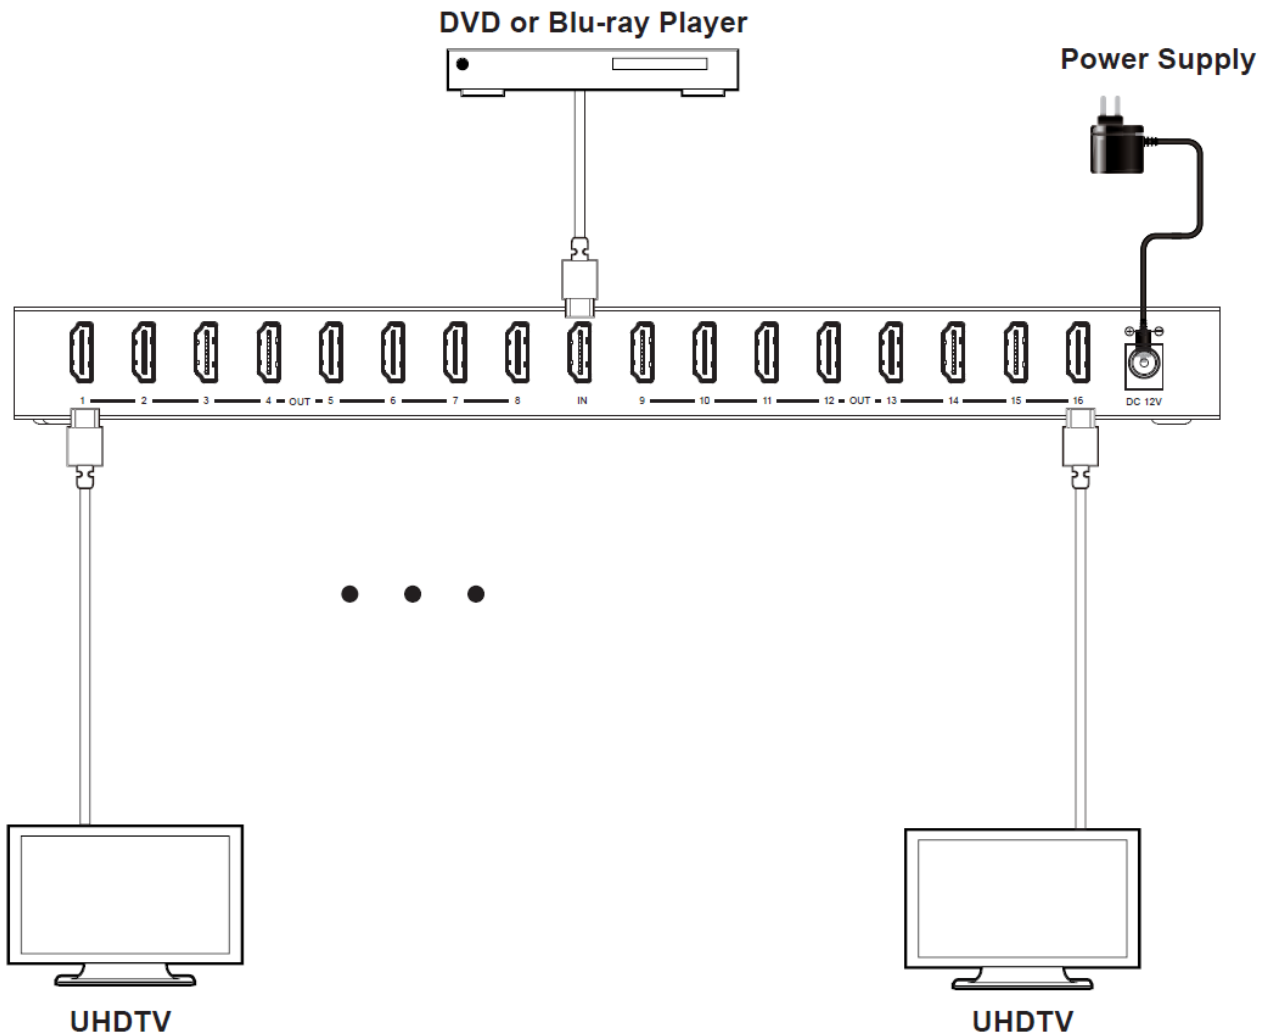 DVD or Blu-ray Player
Power Supply
1 2 3 4 OUT 5 6 7 8 IN 9 10 11 12 OUT 13 14 15 16 DC 12V
UHDTV UHDTV